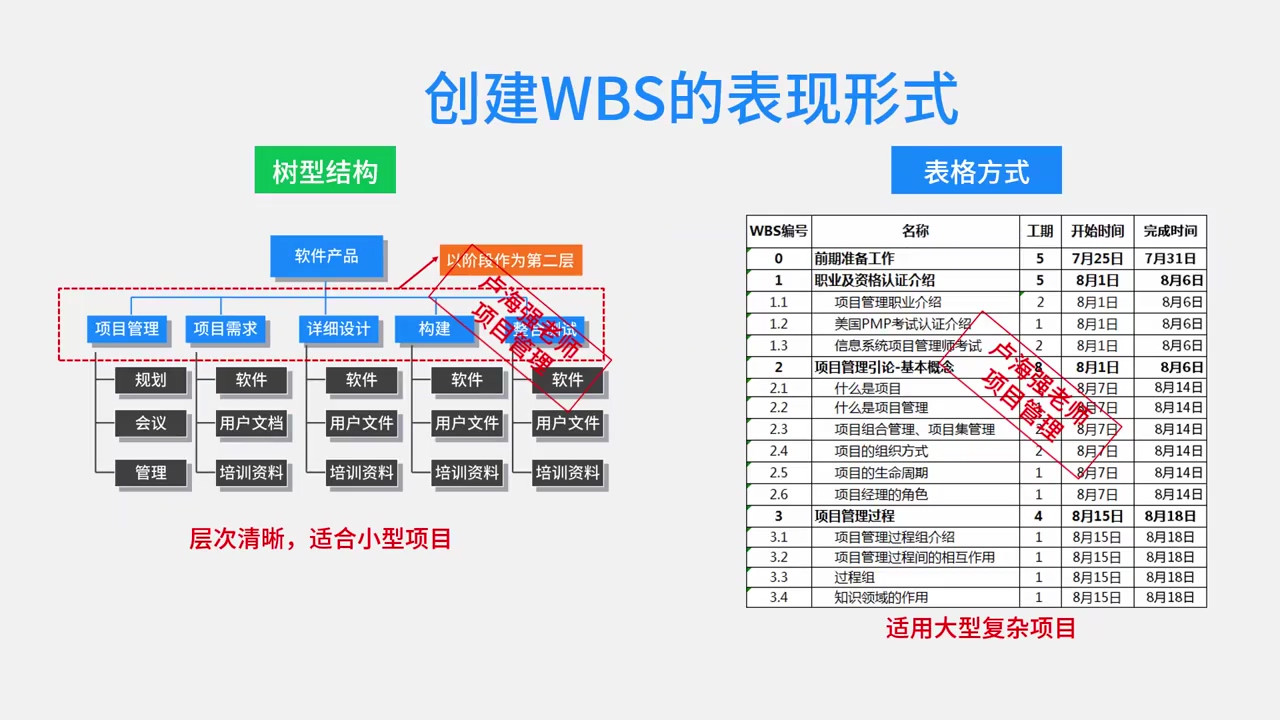 创建WBS的表现形式
树型结构
表格方式
软件产品
以阶段作为第二层
项目管理 项目需求 详细设计 构建 整合测试
规划 软件 软件 软件 软件
会议 用户文档 用户文件 用户文件 用户文件
管理 培训资料 培训资料 培训资料 培训资料
层次清晰，适合小型项目
卢海强老师
项目管理
WBS编号 名称 工期 开始时间 完成时间
0 前期准备工作 5 7月25日 7月31日
1 职业及资格认证介绍 5 8月1日 8月6日
1.1 项目管理职业介绍 2 8月1日 8月6日
1.2 美国PMP考试认证介绍 1 8月1日 8月6日
1.3 信息系统项目管理师考试 2 8月1日 8月6日
2 项目管理引论-基本概念 8 8月1日 8月6日
2.1 什么是项目 8月7日 8月14日
2.2 什么是项目管理 8月7日 8月14日
2.3 项目组合管理、项目集管理 8月7日 8月14日
2.4 项目的组织方式 2 8月7日 8月14日
2.5 项目的生命周期 1 8月7日 8月14日
2.6 项目经理的角色 1 8月7日 8月14日
3 项目管理过程 4 8月15日 8月18日
3.1 项目管理过程组介绍 1 8月15日 8月18日
3.2 项目管理过程间的相互作用 1 8月15日 8月18日
3.3 过程组 1 8月15日 8月18日
3.4 知识领域的作用 1 8月15日 8月18日
卢海强老师
项目管理
适用大型复杂项目